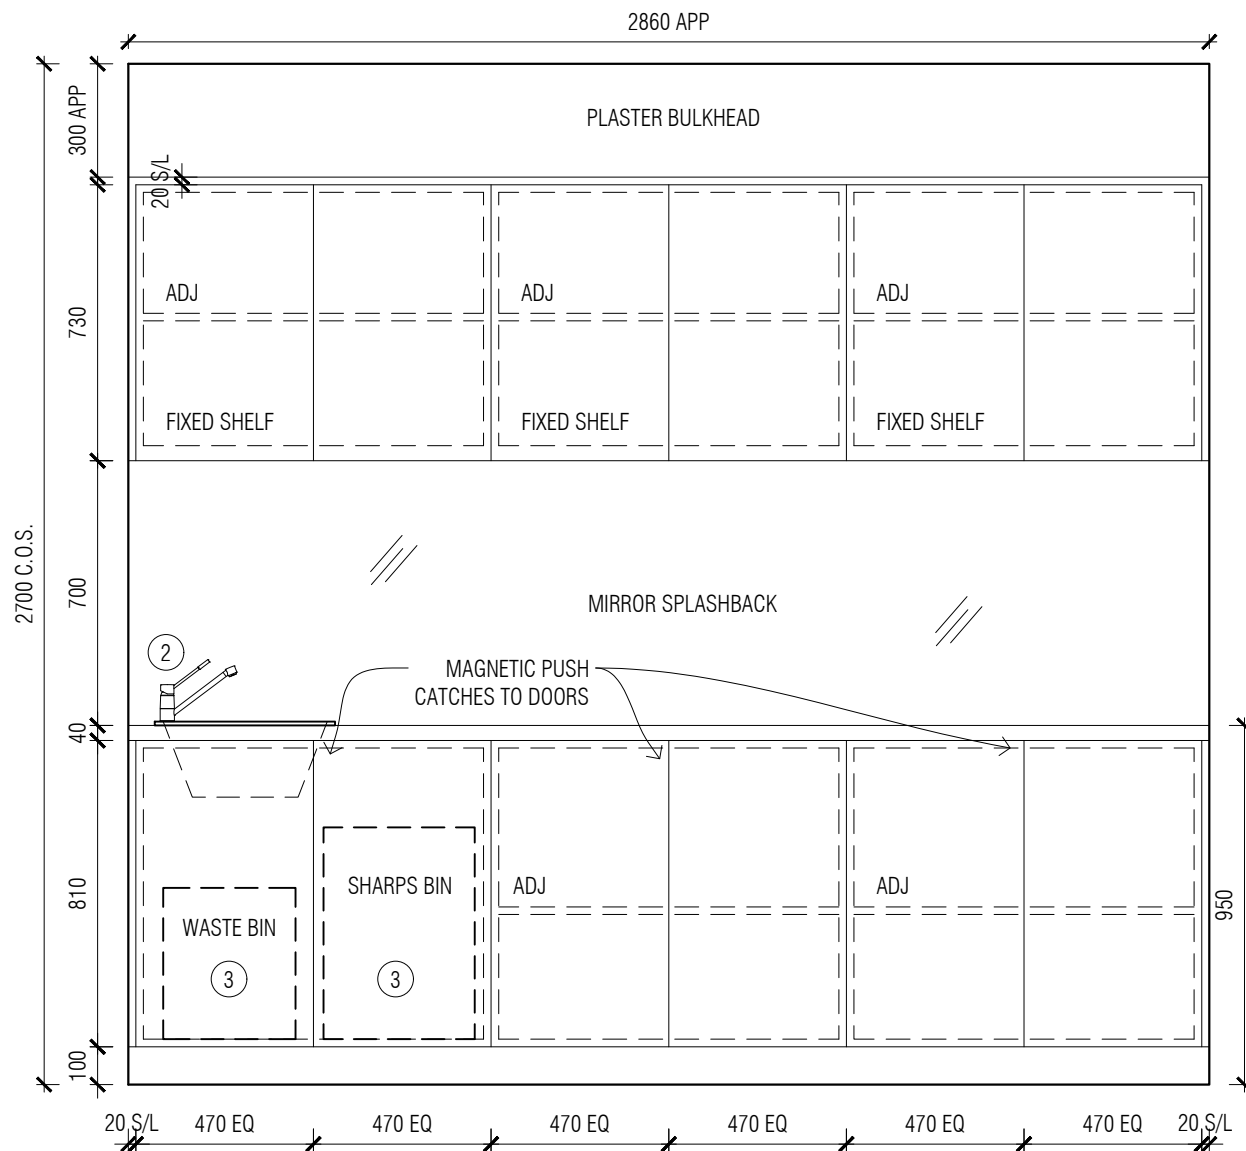 2860 APP
300 APP
PLASTER BULKHEAD
20 S/L
ADJ
ADJ
ADJ
730
FIXED SHELF
FIXED SHELF
FIXED SHELF
2700 C.O.S.
700
MIRROR SPLASHBACK
2
MAGNETIC PUSH
CATCHES TO DOORS
40
810
SHARPS BIN
ADJ
ADJ
950
WASTE BIN
3
3
100
20 S/L
470 EQ
470 EQ
470 EQ
470 EQ
470 EQ
470 EQ
20 S/L